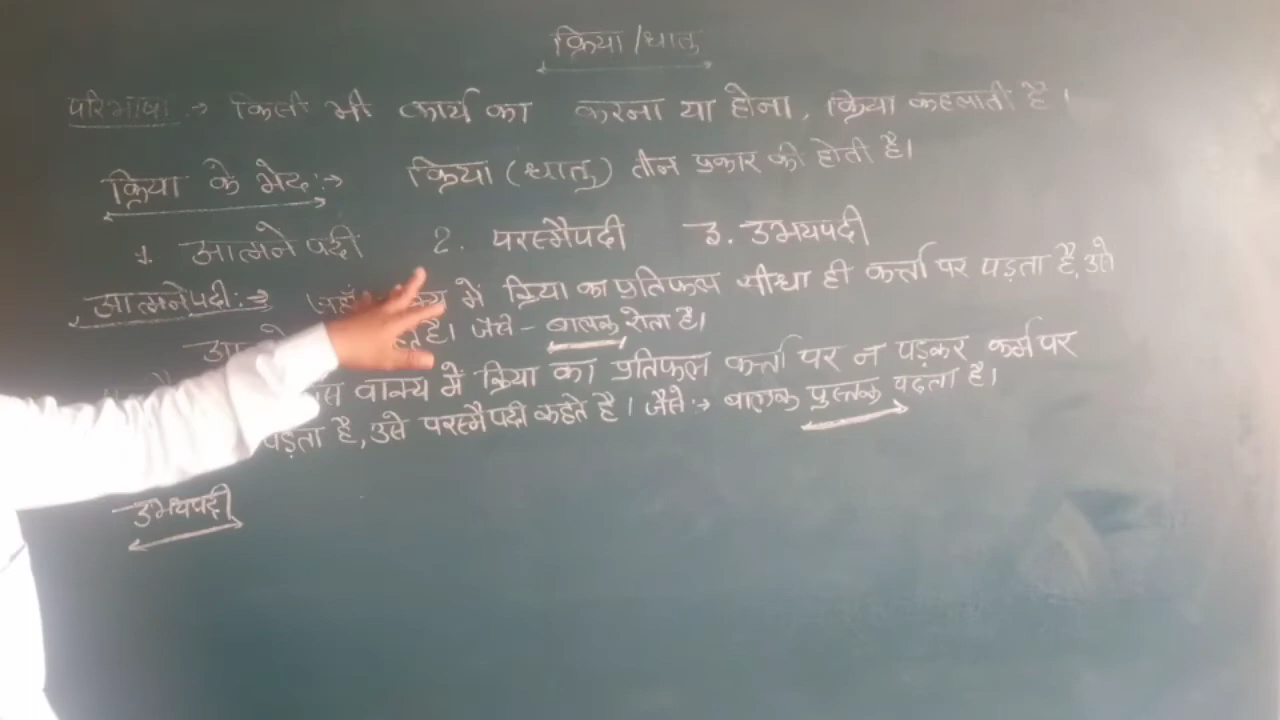 क्रिया/धातु
परिभाषा :→ किसी भी कार्य का करना या होना, क्रिया कहलाती है।
क्रिया के भेद :→ क्रिया (धातु) तीन प्रकार की होती है।
1. आत्मनेपदी 2. परस्मैपदी 3. उभयपदी
आत्मनेपदी :→ जहाँ में क्रिया का प्रतिफल सीधा ही कर्त्ता पर पड़ता है, उसे
है। जैसे - बालक रोता है।
वाक्य में क्रिया का प्रतिफल कर्त्ता पर न पड़कर कर्म पर
पड़ता है, उसे परस्मैपदी कहते है। जैसे :→ बालक पुस्तक पढ़ता है।
उभयपदी